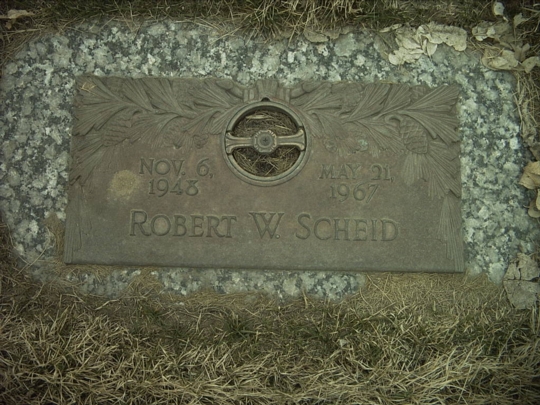 NOV. 6, MAY 21,
1943 1967
ROBERT W. SCHEID